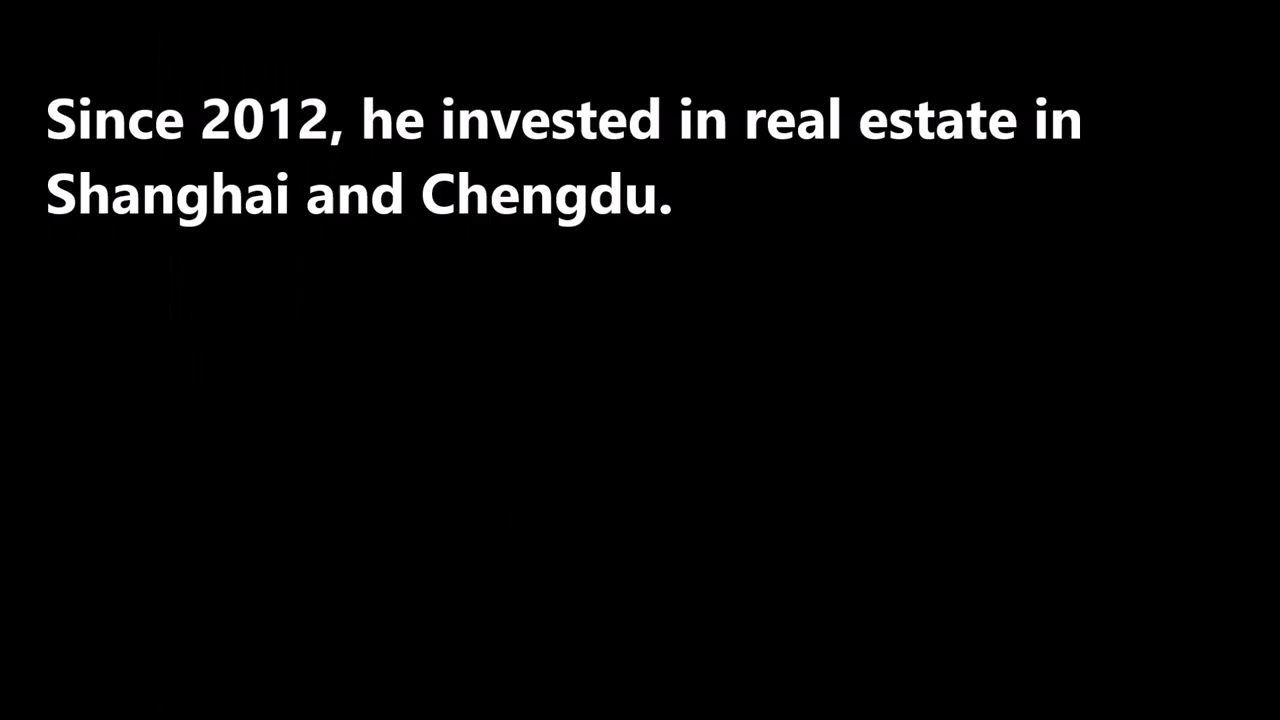 Since 2012, he invested in real estate in
Shanghai and Chengdu.